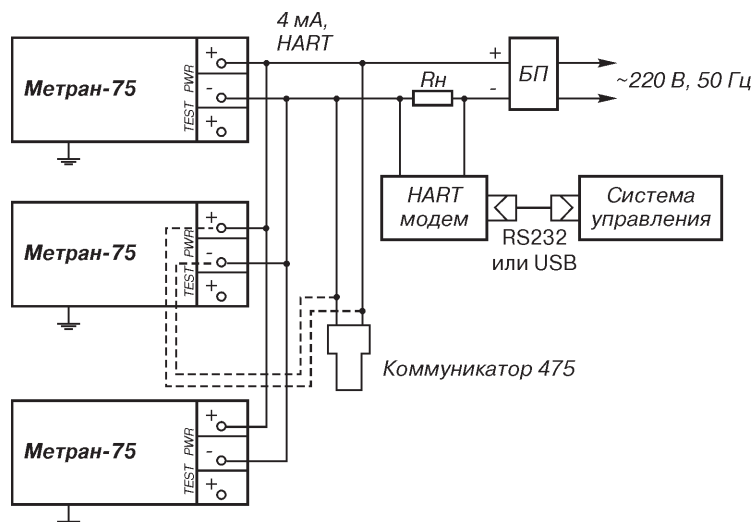 4 мА,
HART
Метран-75
TEST PWR
+
-
+
+
-
Rн
БП
~220 В, 50 Гц
HART
модем
Система
управления
RS232
или USB
Метран-75
TEST PWR
+
-
+
Коммуникатор 475
Метран-75
TEST PWR
+
-
+